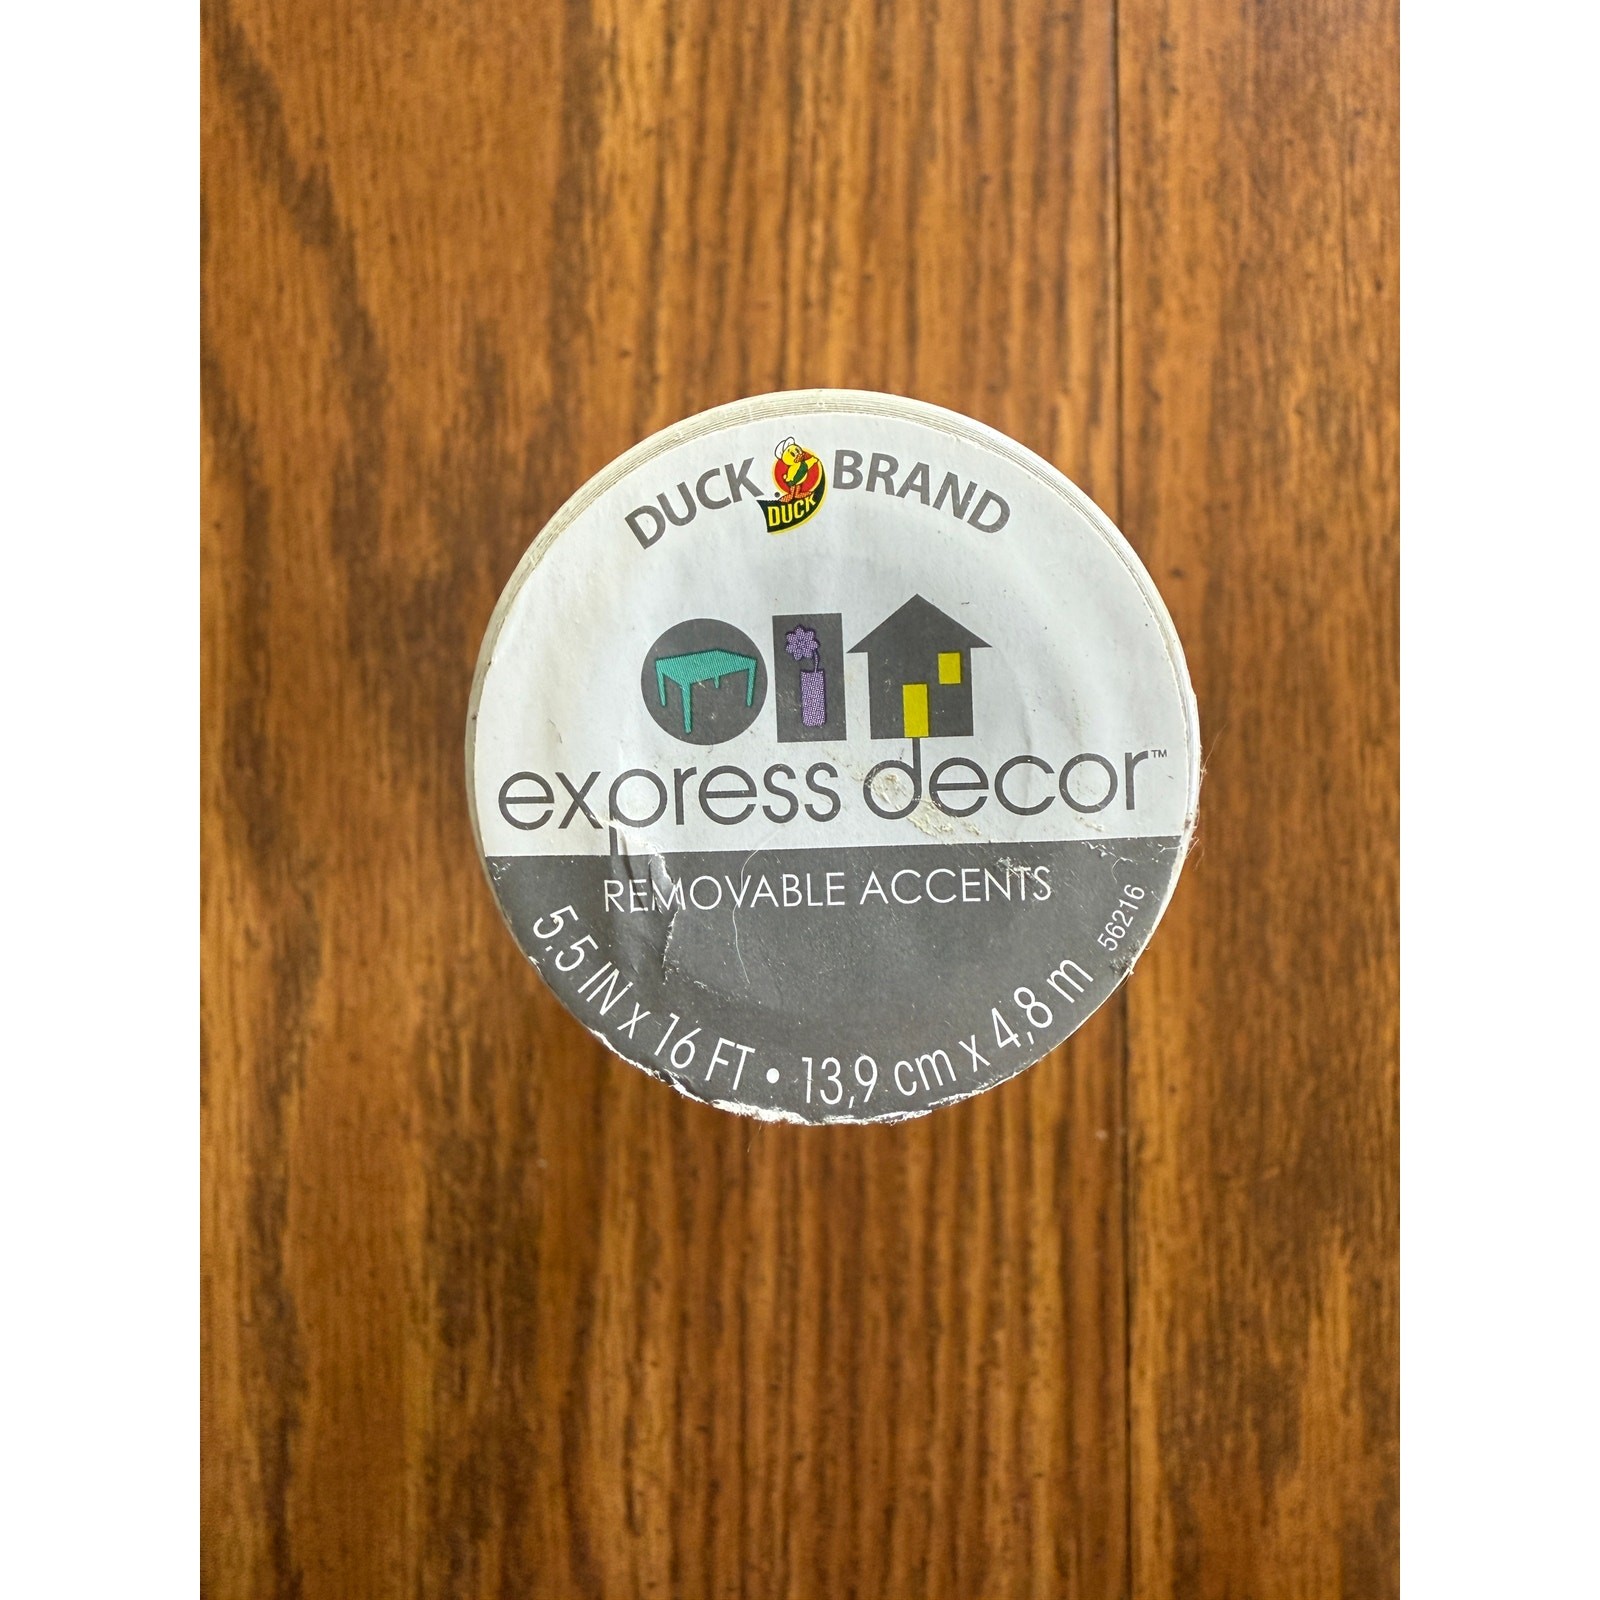 DUCK BRAND
DUCK
express decor™
REMOVABLE ACCENTS
5.5 IN x 16 FT • 13,9 cm x 4,8 m
56216